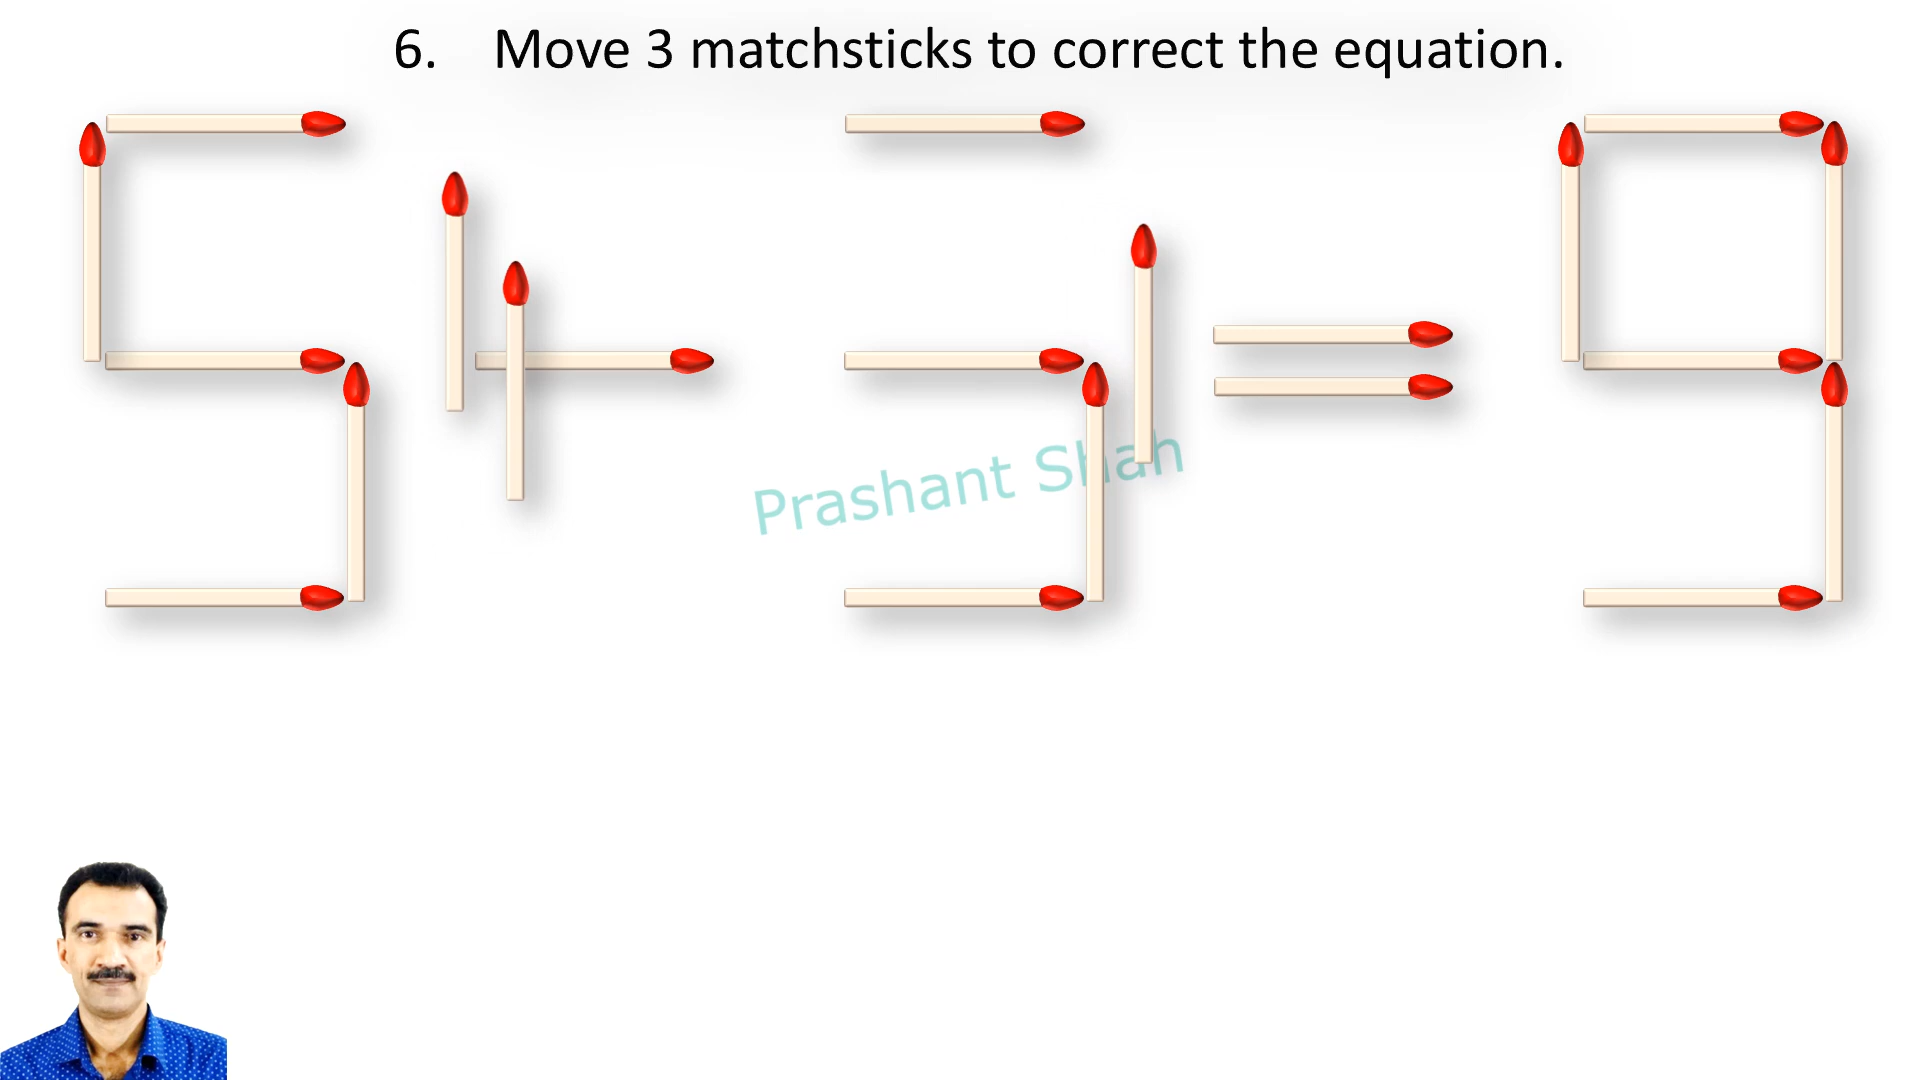 6. Move 3 matchsticks to correct the equation.
Prashant Shah